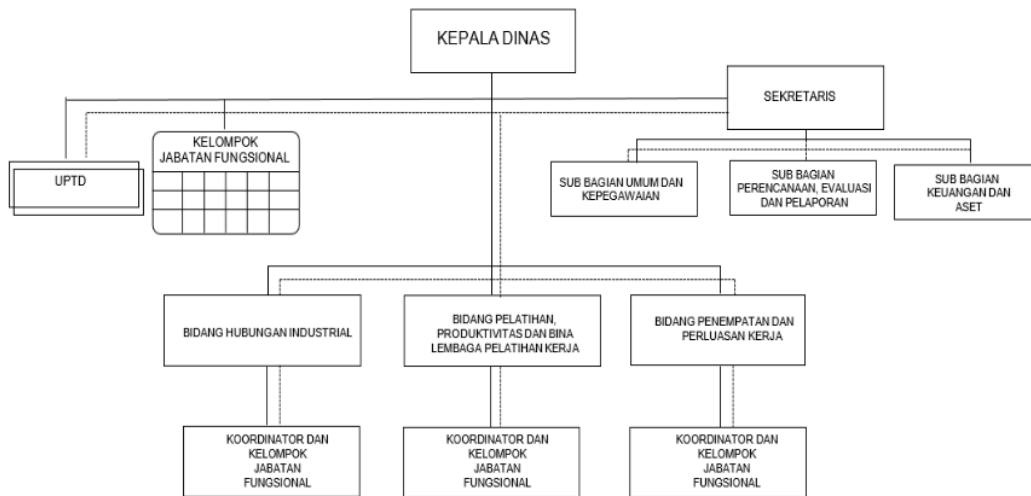 KEPALA DINAS
SEKRETARIS
UPTD
KELOMPOK
JABATAN FUNGSIONAL
SUB BAGIAN UMUM DAN
KEPEGAWAIAN
SUB BAGIAN
PERENCANAAN, EVALUASI
DAN PELAPORAN
SUB BAGIAN
KEUANGAN DAN
ASET
BIDANG HUBUNGAN INDUSTRIAL
BIDANG PELATIHAN,
PRODUKTIVITAS DAN BINA
LEMBAGA PELATIHAN KERJA
BIDANG PENEMPATAN DAN
PERLUASAN KERJA
KOORDINATOR DAN
KELOMPOK
JABATAN
FUNGSIONAL
KOORDINATOR DAN
KELOMPOK
JABATAN
FUNGSIONAL
KOORDINATOR DAN
KELOMPOK
JABATAN
FUNGSIONAL